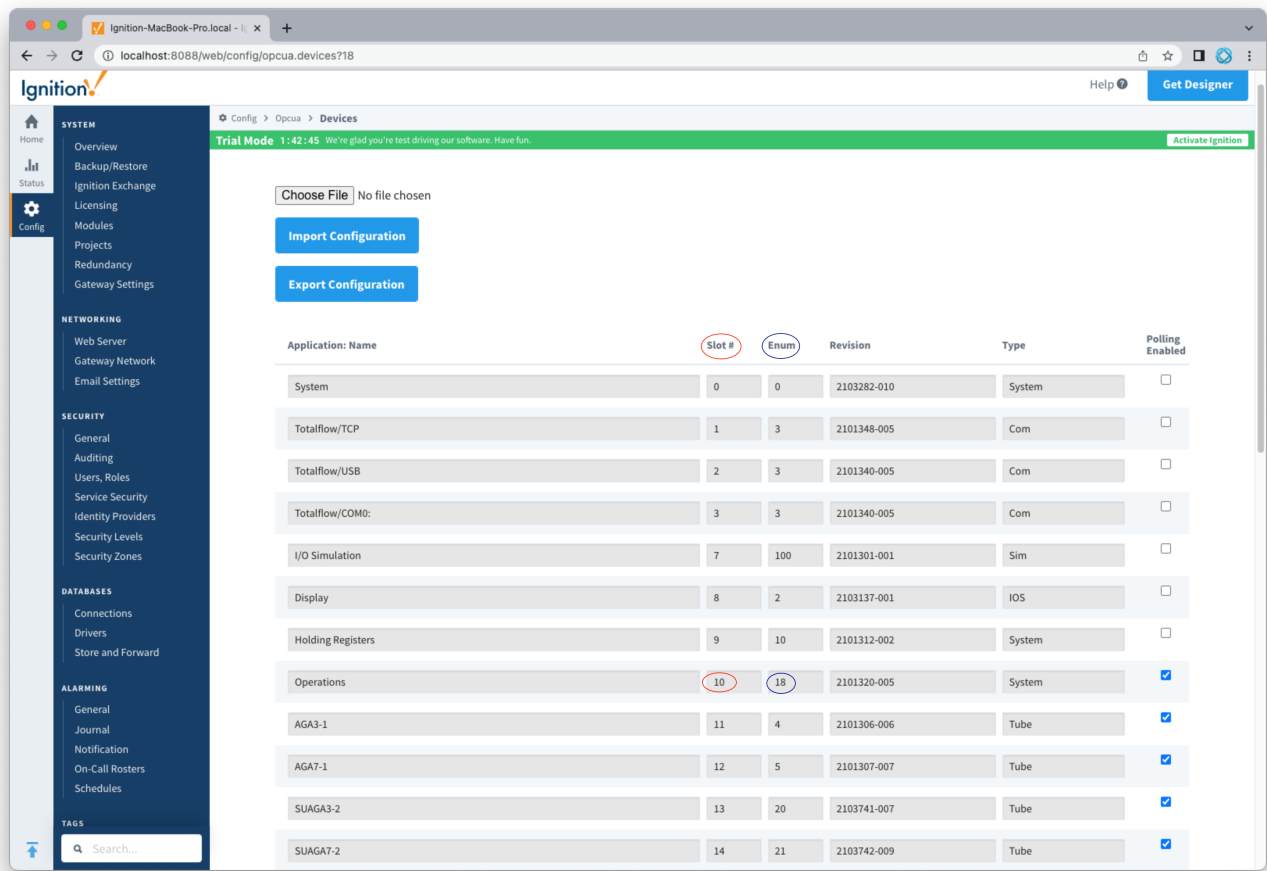 Ignition-MacBook-Pro.local - I
localhost:8088/web/config/opcua.devices?18
Ignition!
Help ?
Get Designer
Home
Status
Config
SYSTEM
Overview
Backup/Restore
Ignition Exchange
Licensing
Modules
Projects
Redundancy
Gateway Settings
NETWORKING
Web Server
Gateway Network
Email Settings
SECURITY
General
Auditing
Users, Roles
Service Security
Identity Providers
Security Levels
Security Zones
DATABASES
Connections
Drivers
Store and Forward
ALARMING
General
Journal
Notification
On-Call Rosters
Schedules
TAGS
Search...
Config > Opcua > Devices
Trial Mode 1:42:45 We're glad you're test driving our software. Have fun. Activate Ignition
Choose File No file chosen
Import Configuration
Export Configuration
Application: Name Slot # Enum Revision Type Polling Enabled
System 0 0 2103282-010 System
Totalflow/TCP 1 3 2101348-005 Com
Totalflow/USB 2 3 2101340-005 Com
Totalflow/COM0: 3 3 2101340-005 Com
I/O Simulation 7 100 2101301-001 Sim
Display 8 2 2103137-001 IOS
Holding Registers 9 10 2101312-002 System
Operations 10 18 2101320-005 System
AGA3-1 11 4 2101306-006 Tube
AGA7-1 12 5 2101307-007 Tube
SUAGA3-2 13 20 2103741-007 Tube
SUAGA7-2 14 21 2103742-009 Tube